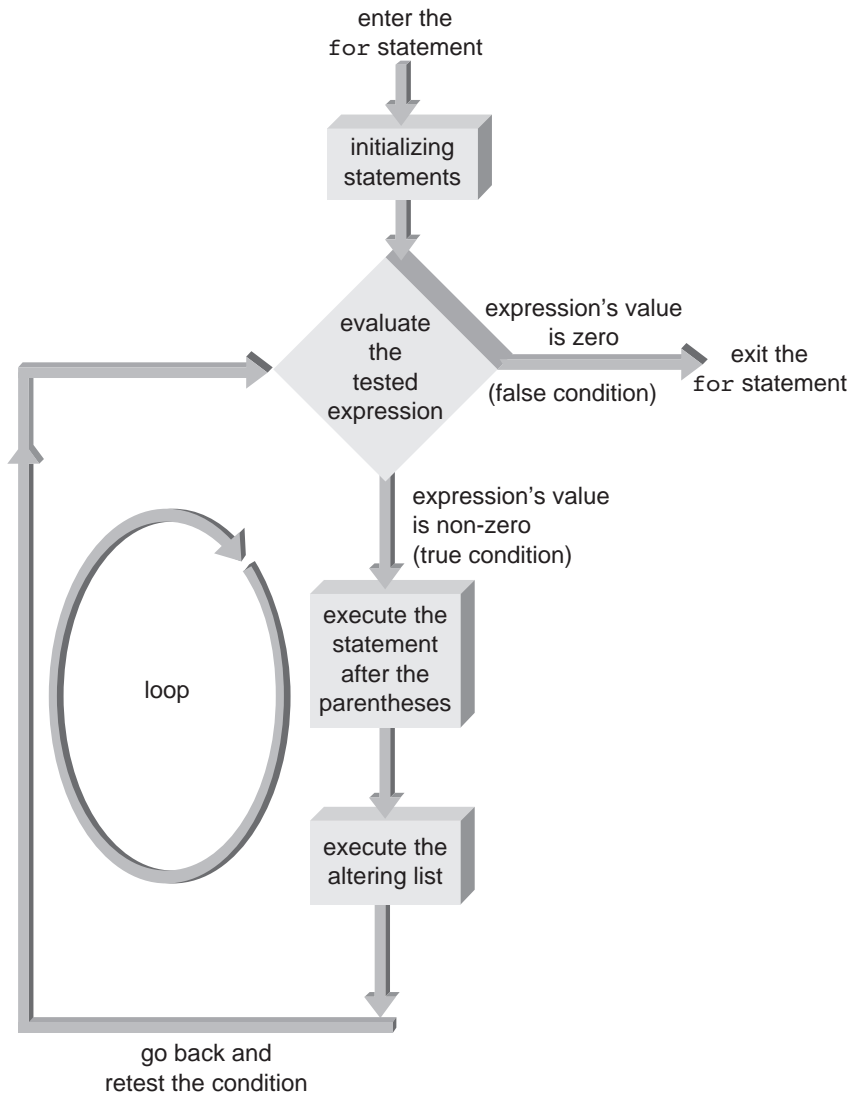 enter the
for statement
initializing
statements
evaluate
the
tested
expression
expression's value
is zero
(false condition)
exit the
for statement
expression's value
is non-zero
(true condition)
execute the
statement
after the
parentheses
loop
execute the
altering list
go back and
retest the condition